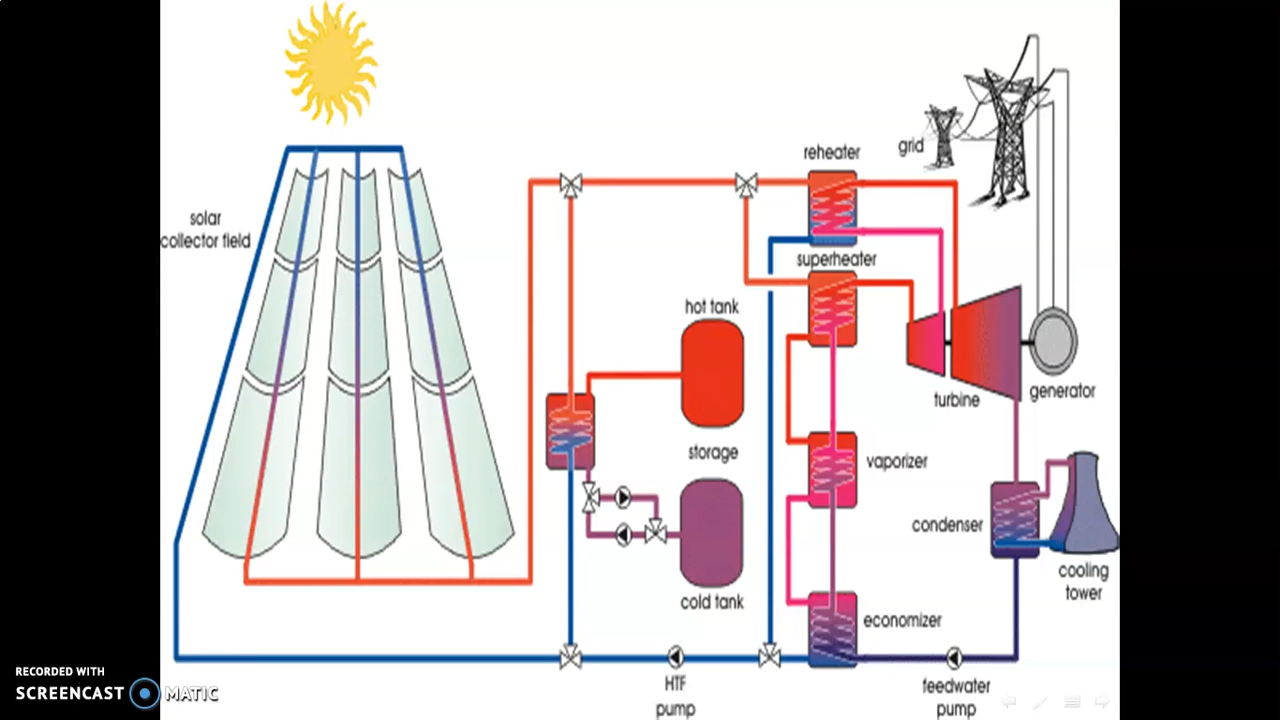 grid
reheater
solar
collector field
superheater
hot tank
turbine
generator
storage
vaporizer
condenser
cooling
tower
cold tank
economizer
HTF
pump
feedwater
pump
RECORDED WITH
SCREENCAST MATIC